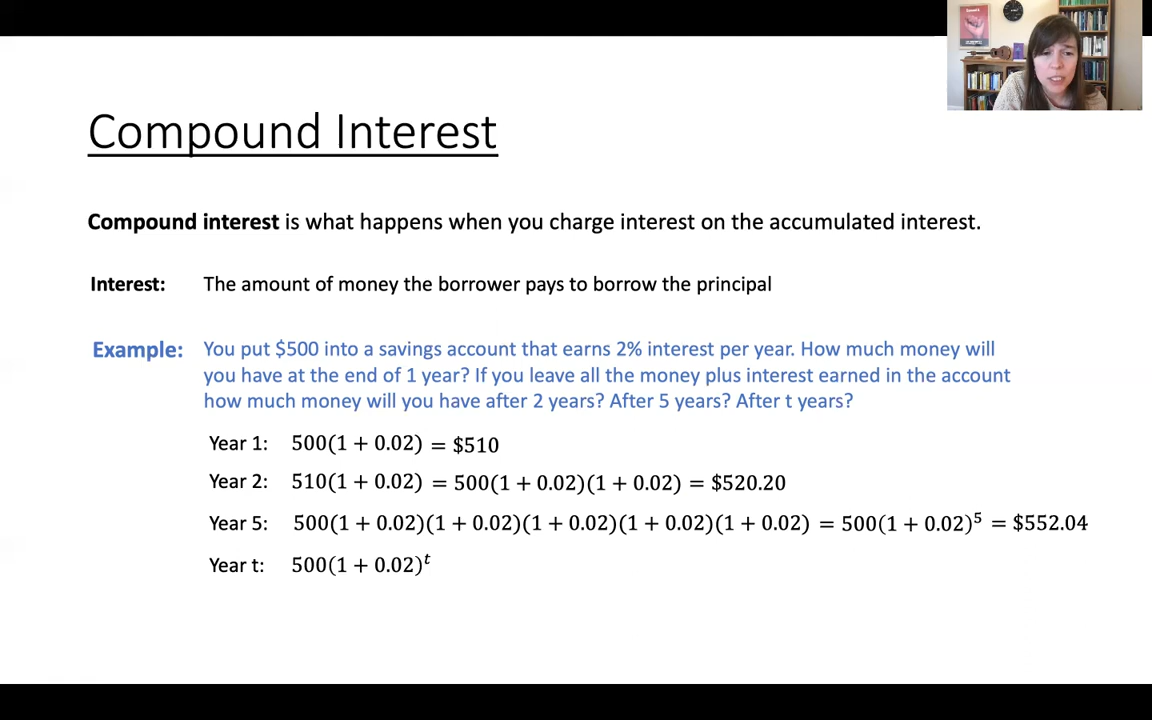 Compound Interest
Compound interest is what happens when you charge interest on the accumulated interest.
Interest: The amount of money the borrower pays to borrow the principal
Example: You put $500 into a savings account that earns 2% interest per year. How much money will
you have at the end of 1 year? If you leave all the money plus interest earned in the account
how much money will you have after 2 years? After 5 years? After t years?
Year 1: 500(1 + 0.02) = $510
Year 2: 510(1 + 0.02) = 500(1 + 0.02)(1 + 0.02) = $520.20
Year 5: 500(1 + 0.02)(1 + 0.02)(1 + 0.02)(1 + 0.02)(1 + 0.02) = 500(1 + 0.02)⁵ = $552.04
Year t: 500(1 + 0.02)ᵗ